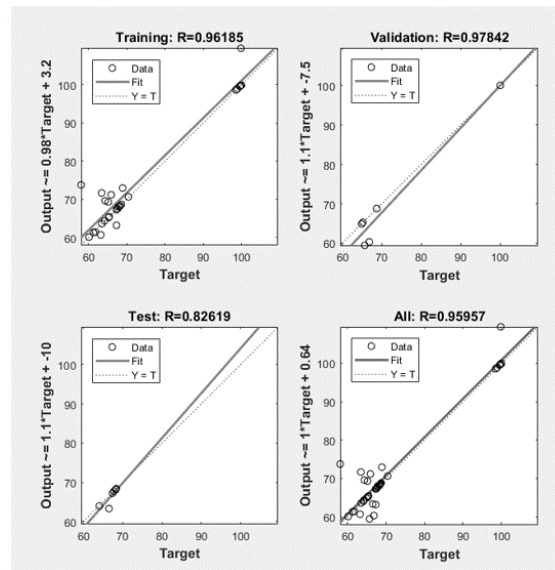 Training: R=0.96185
Output ~= 0.98*Target + 3.2
100
90
80
70
60
Data
Fit
Y = T
60 70 80 90 100
Target
Validation: R=0.97842
Output ~= 1.1*Target + -7.5
100
90
80
70
60
Data
Fit
Y = T
60 70 80 90 100
Target
Test: R=0.82619
Output ~= 1.1*Target + -10
100
90
80
70
60
Data
Fit
Y = T
60 70 80 90 100
Target
All: R=0.95957
Output ~= 1*Target + 0.64
100
90
80
70
60
Data
Fit
Y = T
60 70 80 90 100
Target